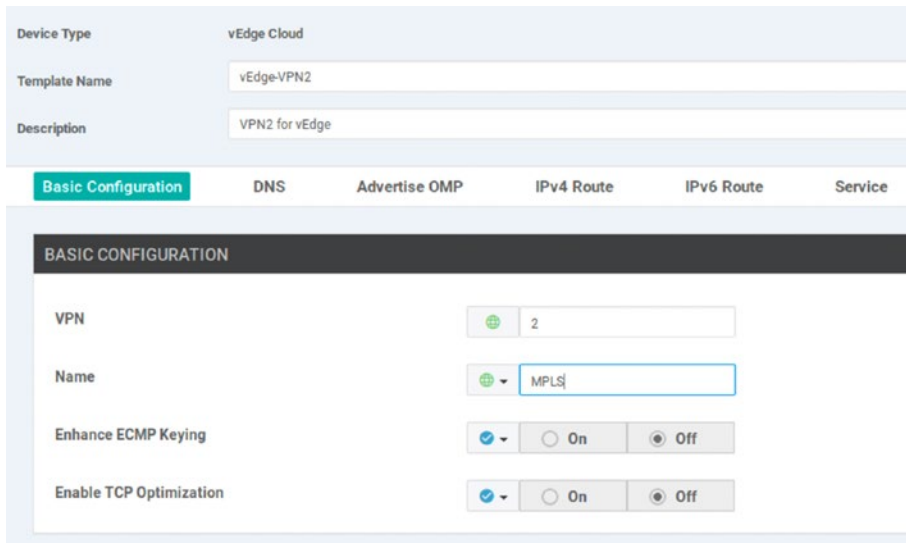 Device Type vEdge Cloud
Template Name vEdge-VPN2
Description VPN2 for vEdge
Basic Configuration DNS Advertise OMP IPv4 Route IPv6 Route Service
BASIC CONFIGURATION
VPN 2
Name MPLS
Enhance ECMP Keying On Off
Enable TCP Optimization On Off